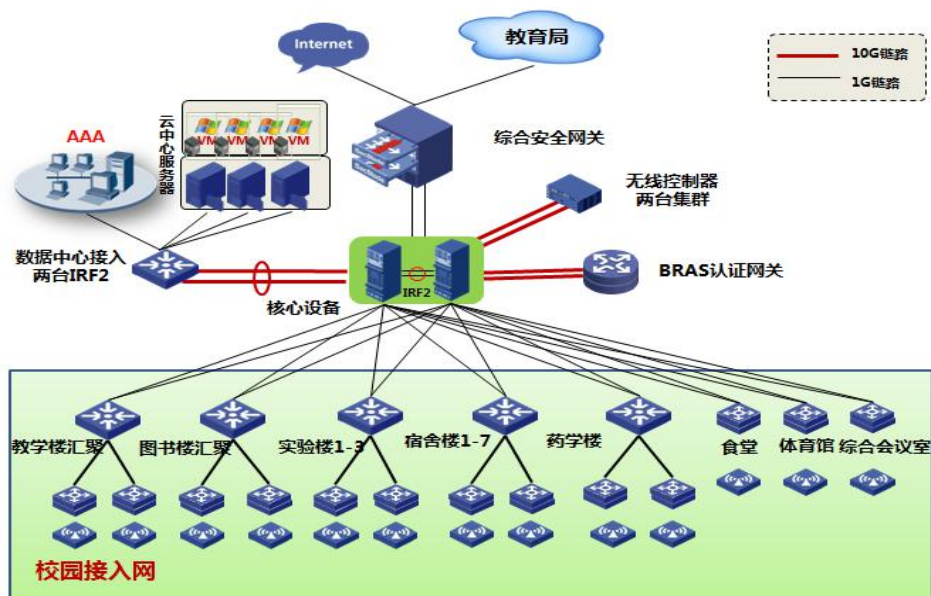 Internet
教育局
10G链路
1G链路
云中心服务器
VM
VM
VM
VM
AAA
综合安全网关
无线控制器
两台集群
数据中心接入
两台IRF2
IRF2
BRAS认证网关
核心设备
教学楼汇聚
图书楼汇聚
实验楼1-3
宿舍楼1-7
药学楼
食堂
体育馆
综合会议室
校园接入网